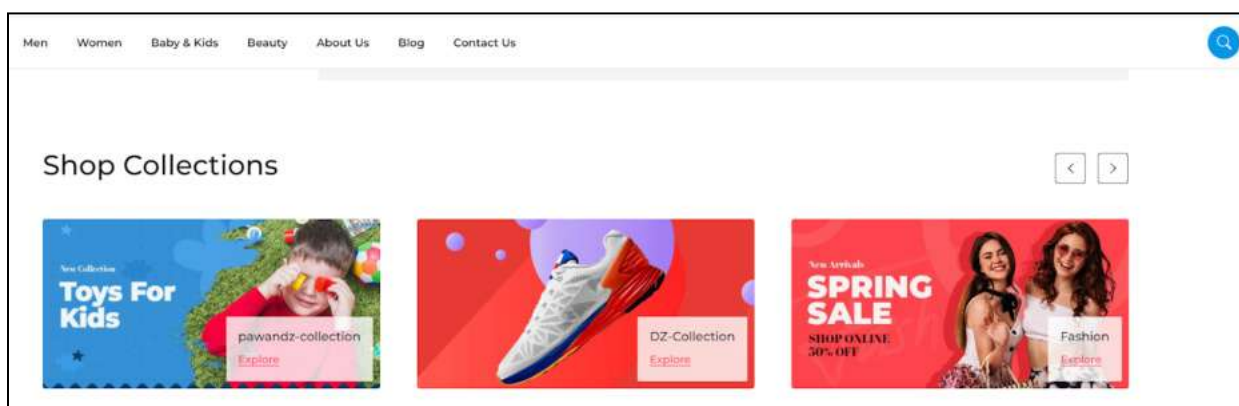 Men Women Baby & Kids Beauty About Us Blog Contact Us
Shop Collections
New Collection
Toys For
Kids
pawandz-collection
Explore
DZ-Collection
Explore
New Arrivals
SPRING
SALE
SHOP ONLINE
50% OFF
Fashion
Explore